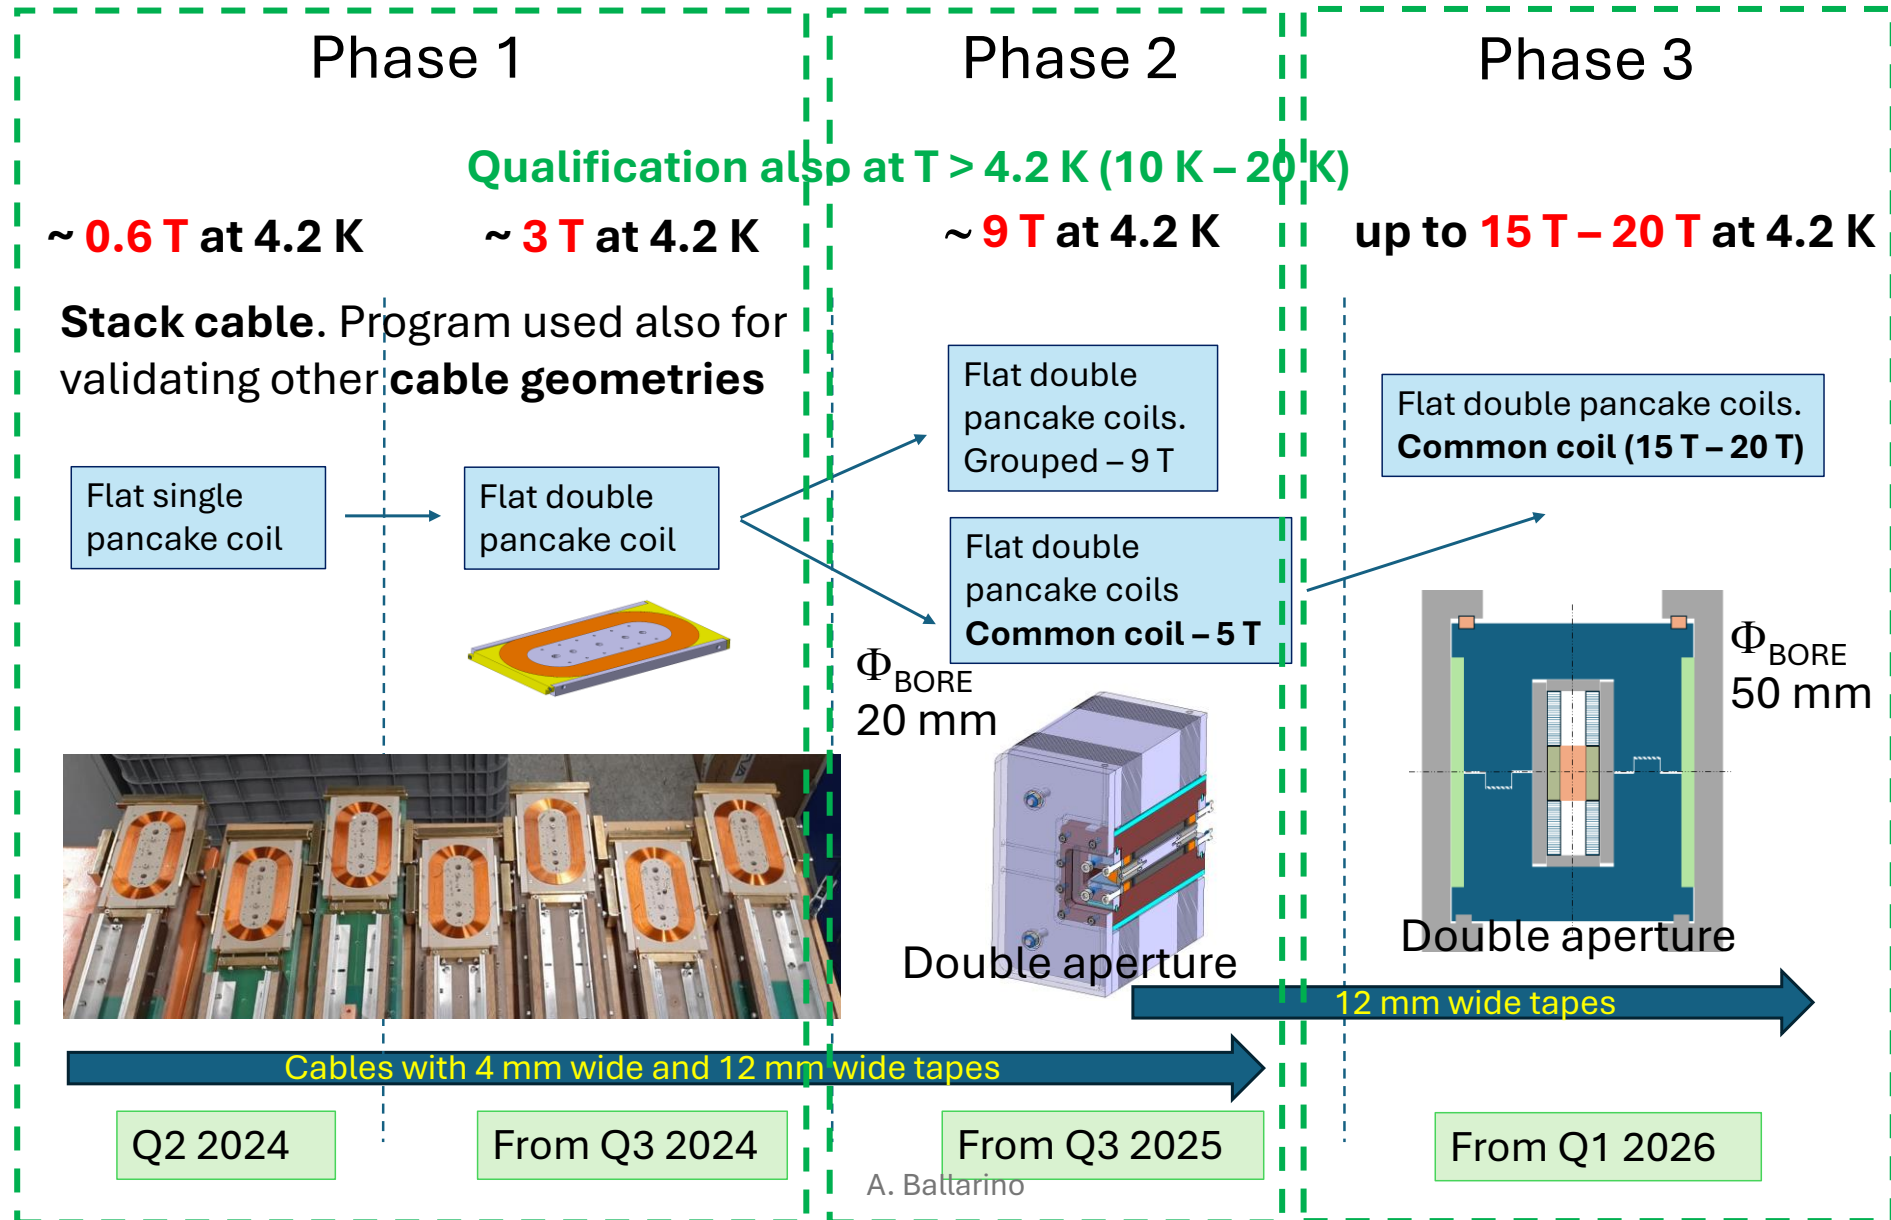 Phase 1
Phase 2
Phase 3
Qualification also at T > 4.2 K (10 K – 20 K)
~ 0.6 T at 4.2 K
~ 3 T at 4.2 K
~ 9 T at 4.2 K
up to 15 T – 20 T at 4.2 K
Stack cable. Program used also for
validating other cable geometries
Flat single
pancake coil
Flat double
pancake coil
Flat double
pancake coils.
Grouped – 9 T
Flat double
pancake coils
Common coil – 5 T
Flat double pancake coils.
Common coil (15 T – 20 T)
ΦBORE
20 mm
ΦBORE
50 mm
Double aperture
Double aperture
12 mm wide tapes
Cables with 4 mm wide and 12 mm wide tapes
Q2 2024
From Q3 2024
From Q3 2025
From Q1 2026
A. Ballarino